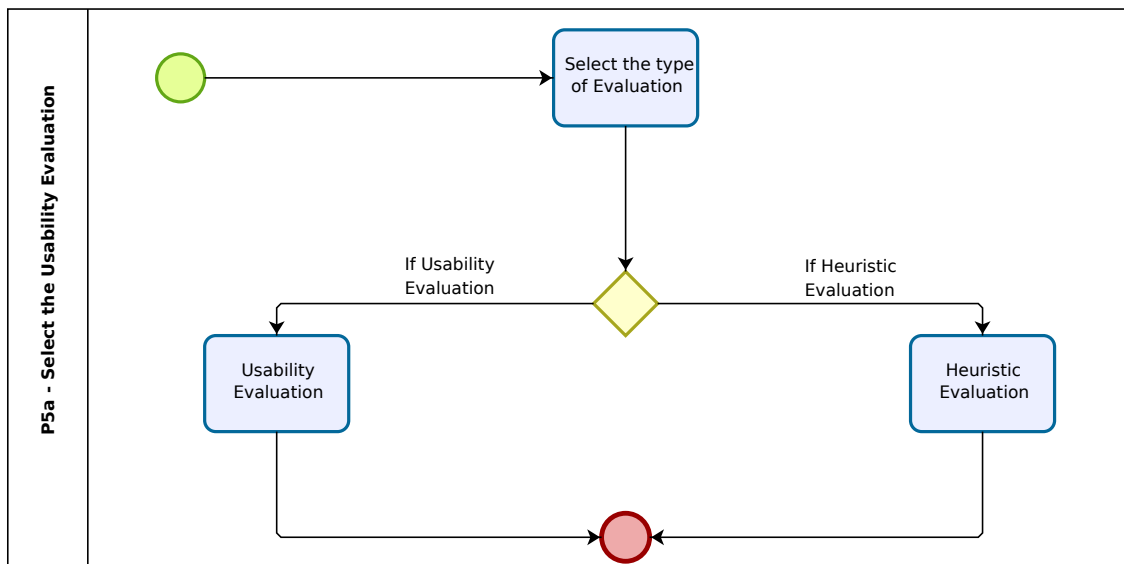 P5a - Select the Usability Evaluation
Select the type
of Evaluation
If Usability
Evaluation
If Heuristic
Evaluation
Usability
Evaluation
Heuristic
Evaluation